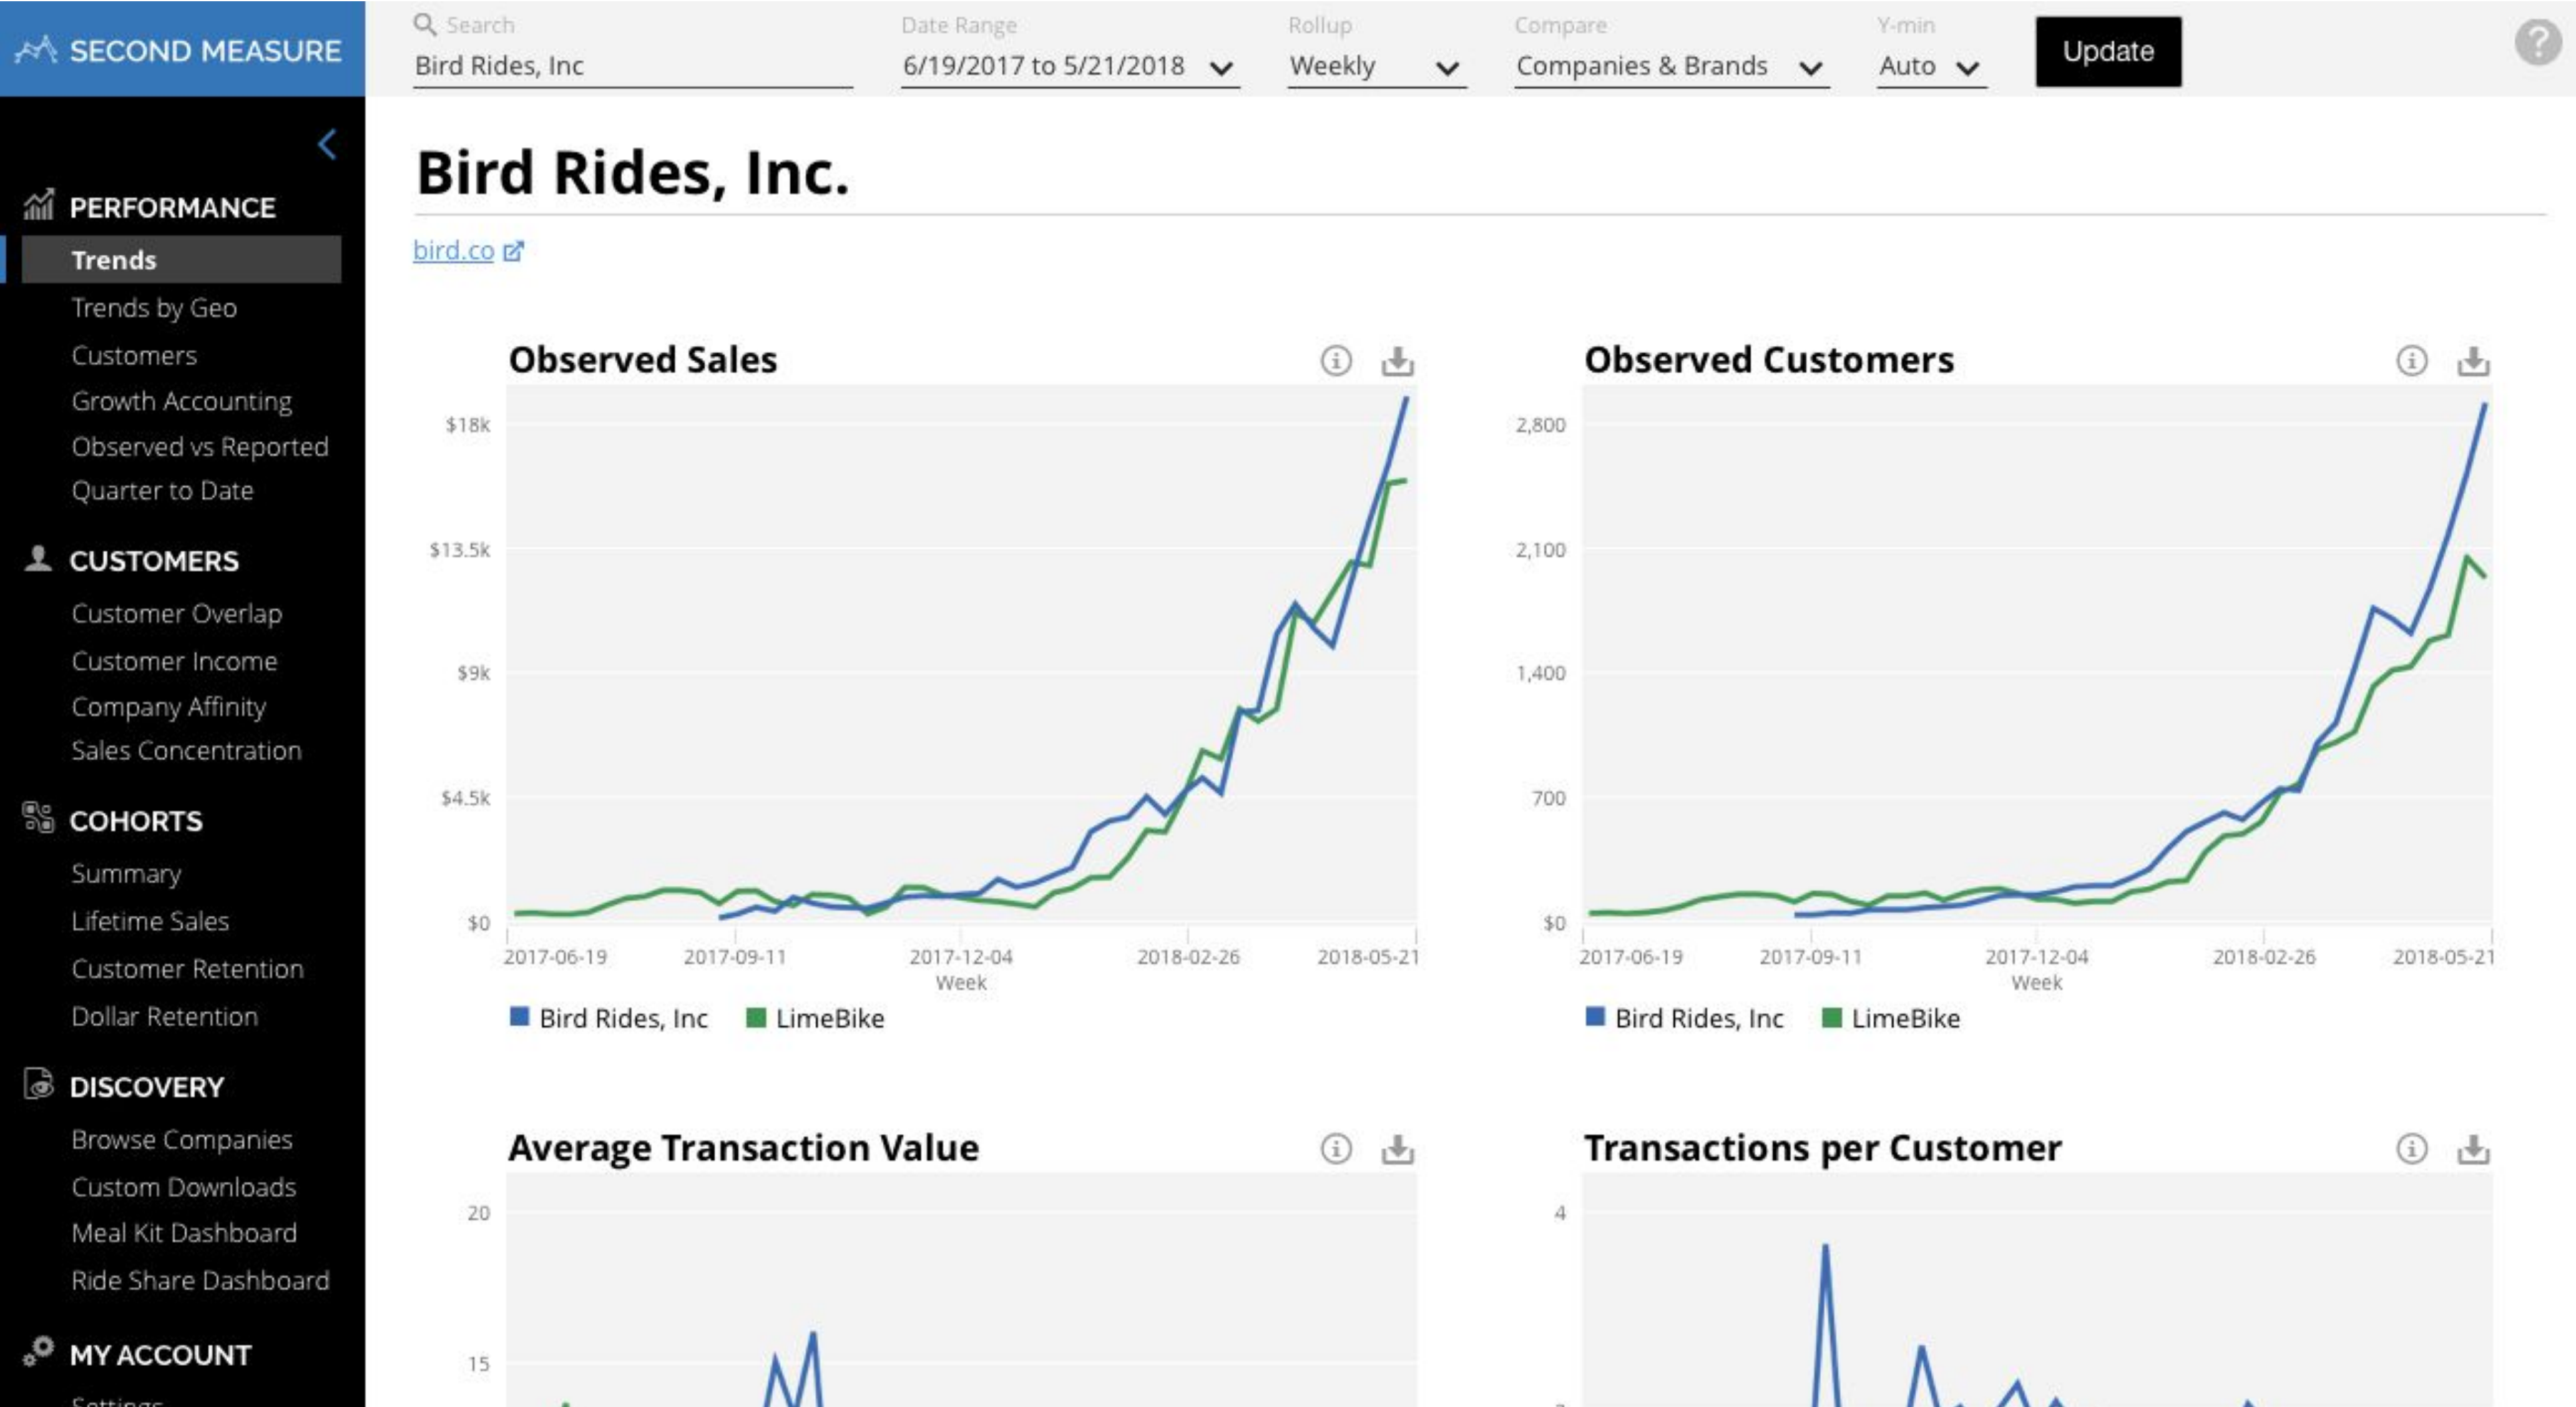 SECOND MEASURE
Search
Bird Rides, Inc
Date Range
6/19/2017 to 5/21/2018
Rollup
Weekly
Compare
Companies & Brands
Y-min
Auto
Update
?
PERFORMANCE
Trends
Trends by Geo
Customers
Growth Accounting
Observed vs Reported
Quarter to Date
CUSTOMERS
Customer Overlap
Customer Income
Company Affinity
Sales Concentration
COHORTS
Summary
Lifetime Sales
Customer Retention
Dollar Retention
DISCOVERY
Browse Companies
Custom Downloads
Meal Kit Dashboard
Ride Share Dashboard
MY ACCOUNT
Settings
Bird Rides, Inc.
bird.co
Observed Sales
$18k
$13.5k
$9k
$4.5k
$0
2017-06-19 2017-09-11 2017-12-04 2018-02-26 2018-05-21
Week
Bird Rides, Inc LimeBike
Observed Customers
2,800
2,100
1,400
700
$0
2017-06-19 2017-09-11 2017-12-04 2018-02-26 2018-05-21
Week
Bird Rides, Inc LimeBike
Average Transaction Value
20
15
Transactions per Customer
4